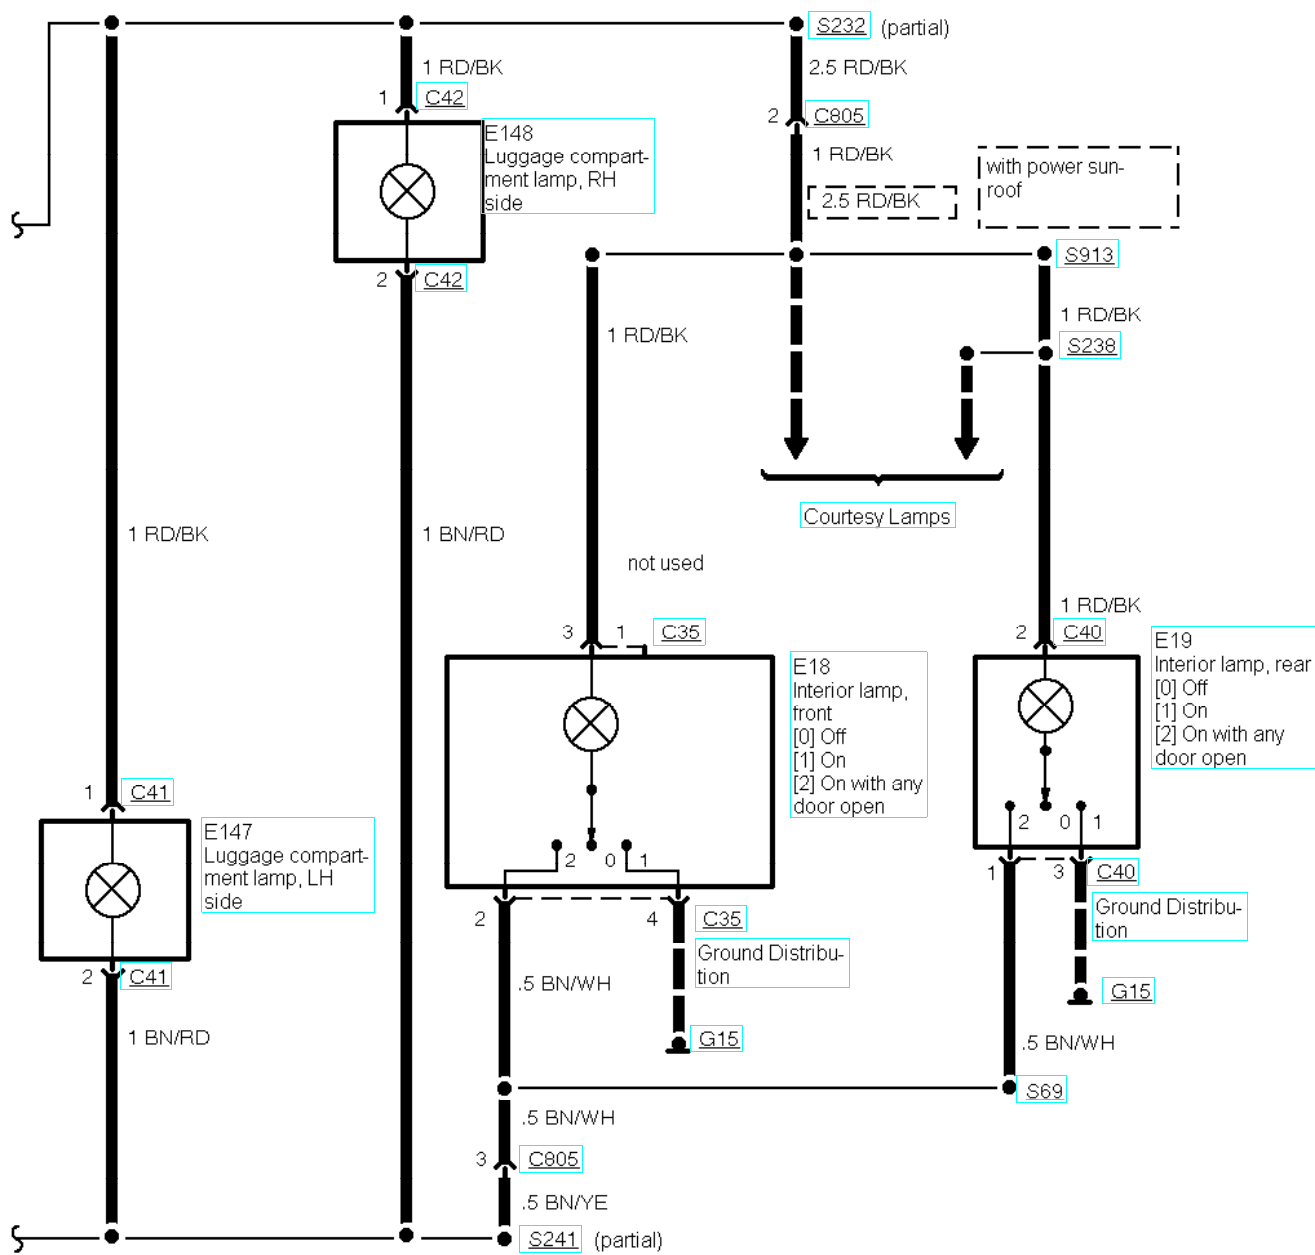 S232 (partial)
1 RD/BK
2.5 RD/BK
1 C42
2 C805
E148
Luggage compart-
ment lamp, RH
side
1 RD/BK
with power sun-
roof
2.5 RD/BK
S913
2 C42
1 RD/BK
1 RD/BK
S238
Courtesy Lamps
1 RD/BK
1 BN/RD
not used
1 RD/BK
3 1 C35
2 C40
E18
Interior lamp,
front
[0] Off
[1] On
[2] On with any
door open
E19
Interior lamp, rear
[0] Off
[1] On
[2] On with any
door open
1 C41
E147
Luggage compart-
ment lamp, LH
side
2 0 1
2 0 1
1 3 C40
2 4 C35
Ground Distribu-
tion
Ground Distribu-
tion
2 C41
.5 BN/WH
G15
1 BN/RD
G15
.5 BN/WH
S69
.5 BN/WH
3 C805
.5 BN/YE
S241 (partial)